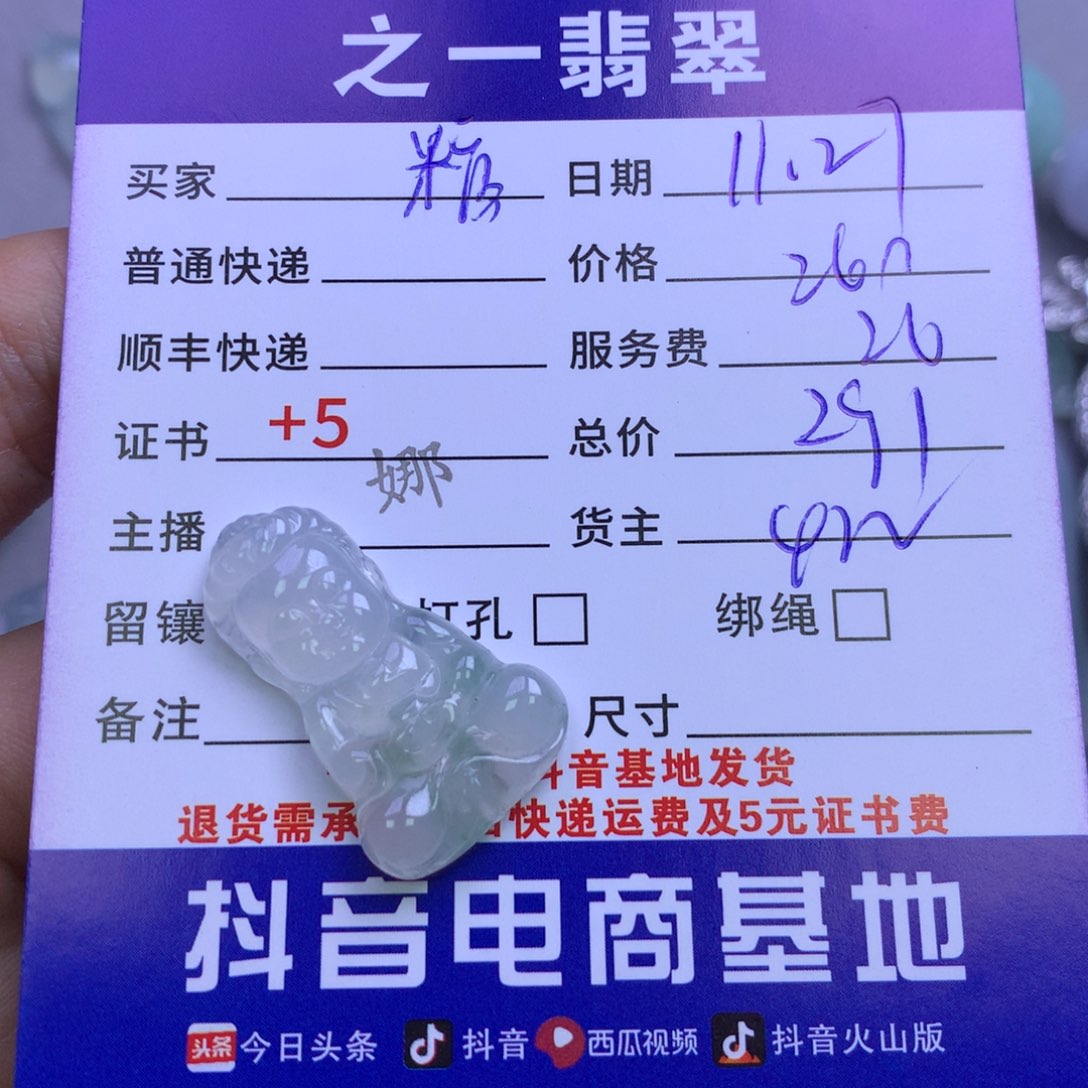 之一翡翠
买家 糖 日期 11.27
普通快递 价格 260
顺丰快递 服务费 26
证书 +5 总价 291
娜
主播 货主
留镶 打孔 绑绳
备注 尺寸
抖音基地发货
退货需承 快递运费及5元证书费
抖音电商基地
头条 今日头条 抖音 西瓜视频 抖音火山版